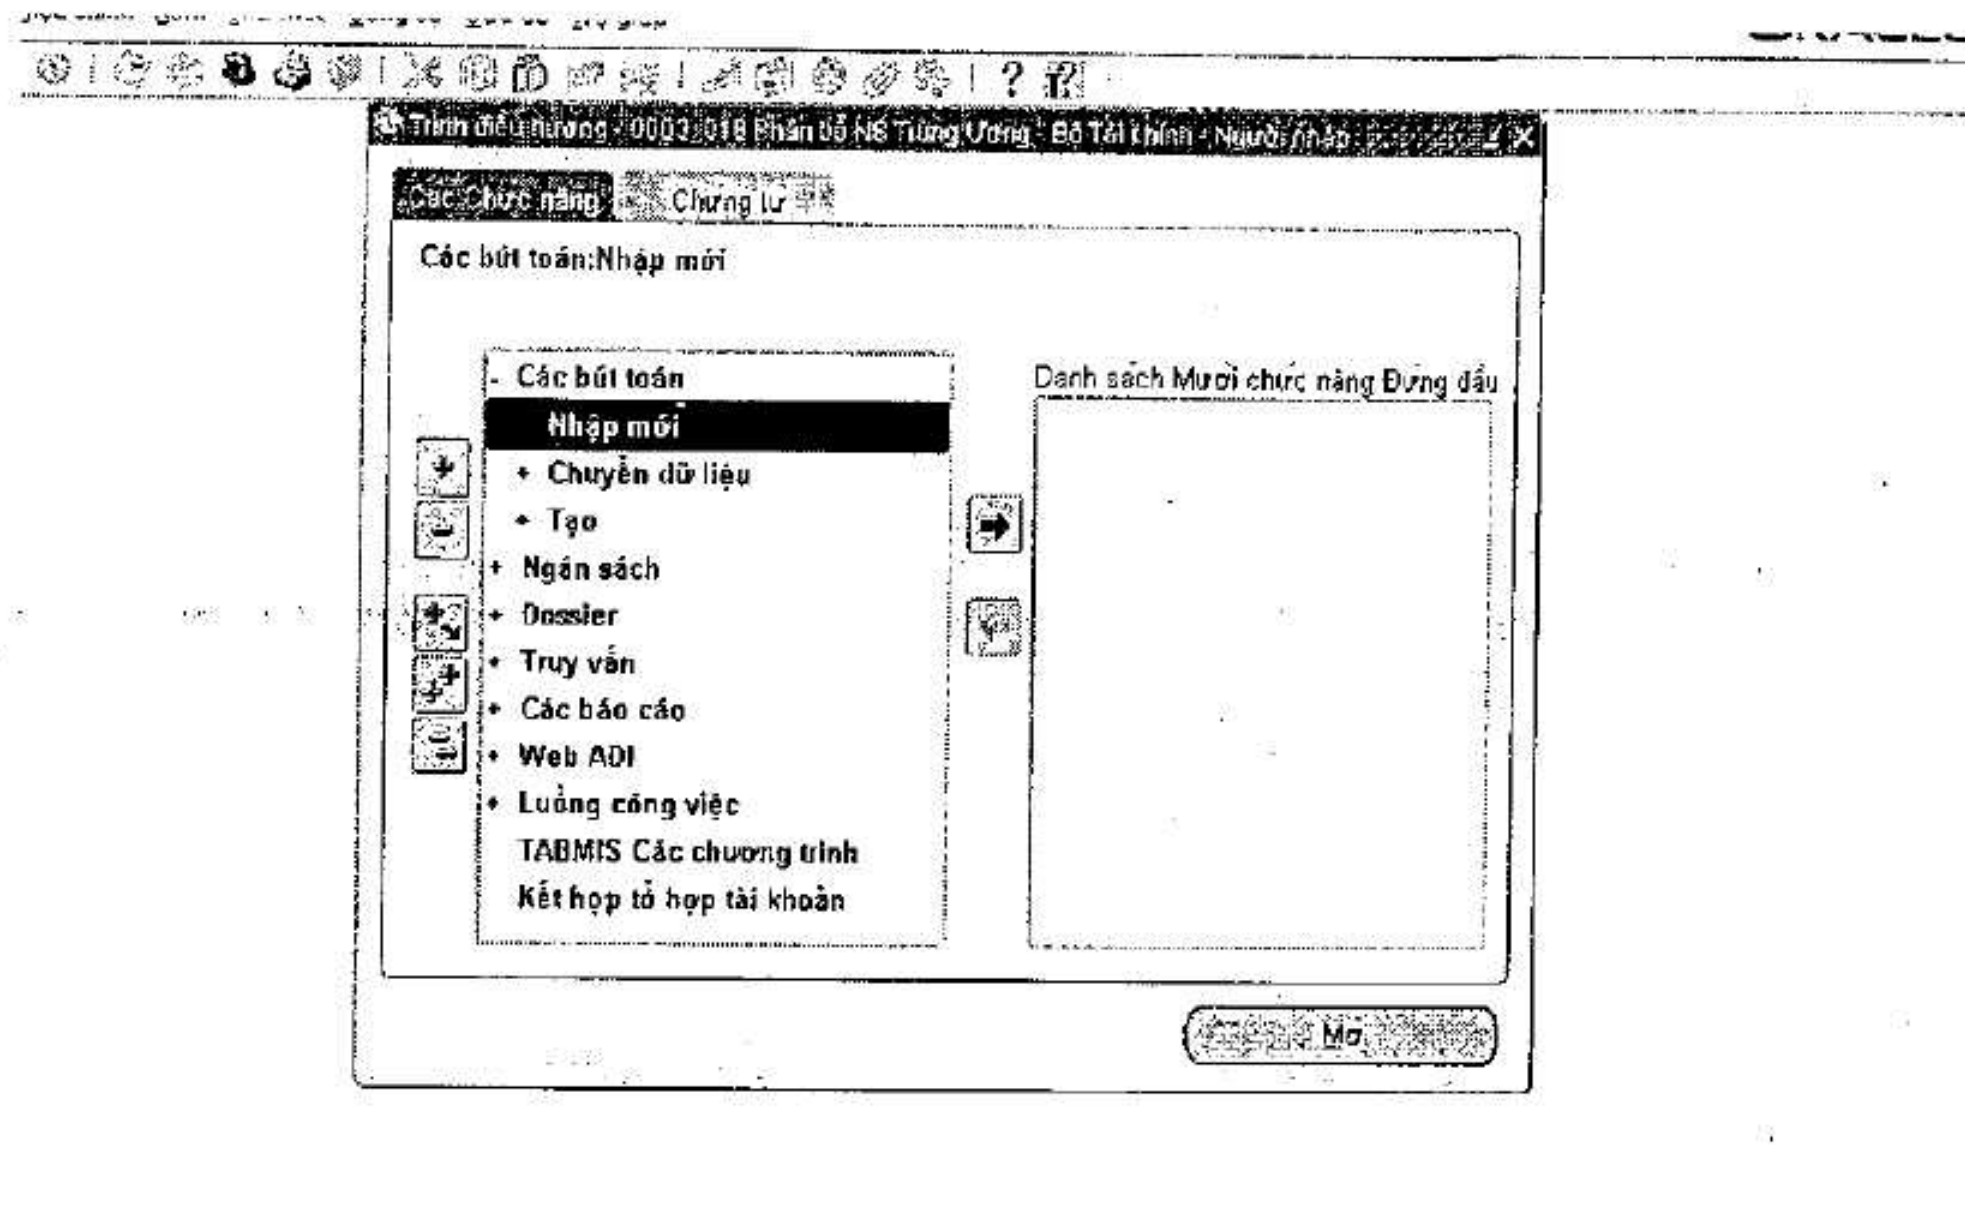 Trình điều hướng - 0003 018 Phân bổ NS Trung Ương - Bộ Tài chính - Người nhập
Các Chức năng
Chứng từ
Các bút toán:Nhập mới
- Các bút toán
Nhập mới
+ Chuyển dữ liệu
+ Tạo
+ Ngân sách
+ Dossier
+ Truy vấn
+ Các báo cáo
+ Web ADI
+ Luồng công việc
TABMIS Các chương trình
Kết hợp tổ hợp tài khoản
Danh sách Mười chức năng Đứng đầu
Mở